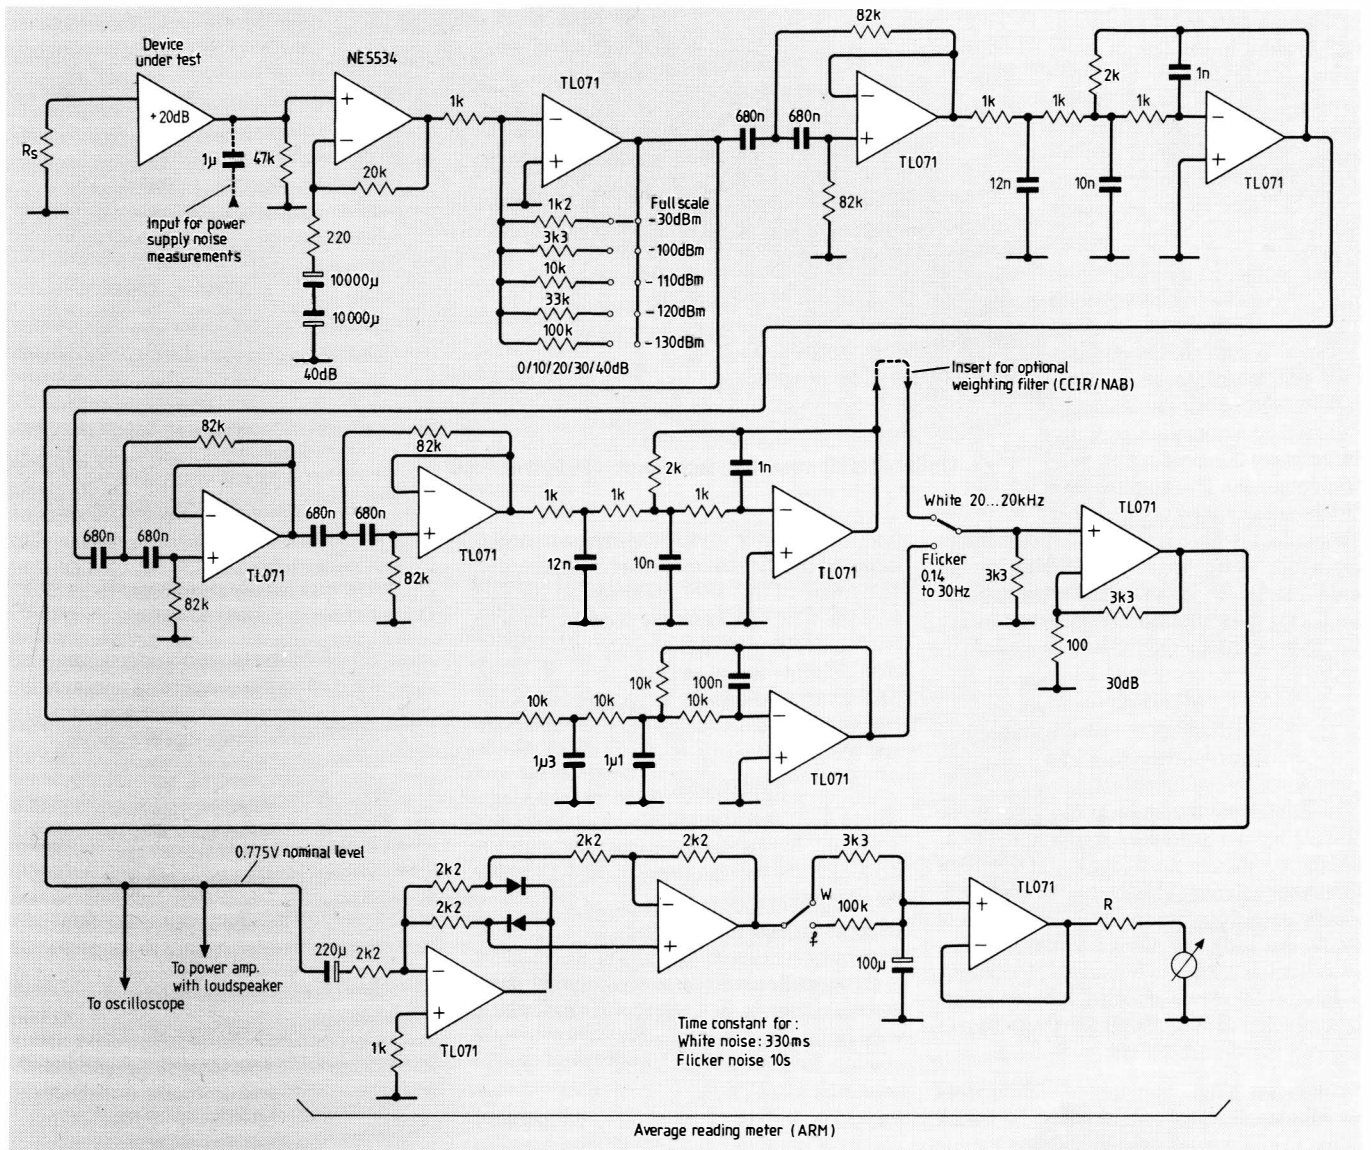 Device
under test
+20dB
Rs
1µ
47k
Input for power
supply noise
measurements
NE5534
+
−
20k
220
10000µ
10000µ
40dB
1k
TL071
−
+
1k2
3k3
10k
33k
100k
0/10/20/30/40dB
Full scale
-30dBm
-100dBm
-110dBm
-120dBm
-130dBm
680n
680n
82k
82k
−
+
TL071
1k
12n
1k
2k
10n
1k
1n
−
+
TL071
Insert for optional
weighting filter (CCIR/NAB)
680n
680n
82k
82k
−
+
TL071
680n
680n
82k
82k
−
+
TL071
1k
12n
1k
2k
10n
1k
1n
−
+
TL071
White 20...20kHz
Flicker
0.14
to 30Hz
3k3
TL071
+
−
3k3
100
30dB
10k
1µ3
10k
1µ1
10k
10k
100n
−
+
TL071
0.775V nominal level
To oscilloscope
To power amp.
with loudspeaker
220µ
2k2
2k2
2k2
−
+
1k
TL071
2k2
2k2
−
+
W
f
3k3
100k
100µ
TL071
+
−
R
Time constant for:
White noise: 330ms
Flicker noise 10s
Average reading meter (ARM)